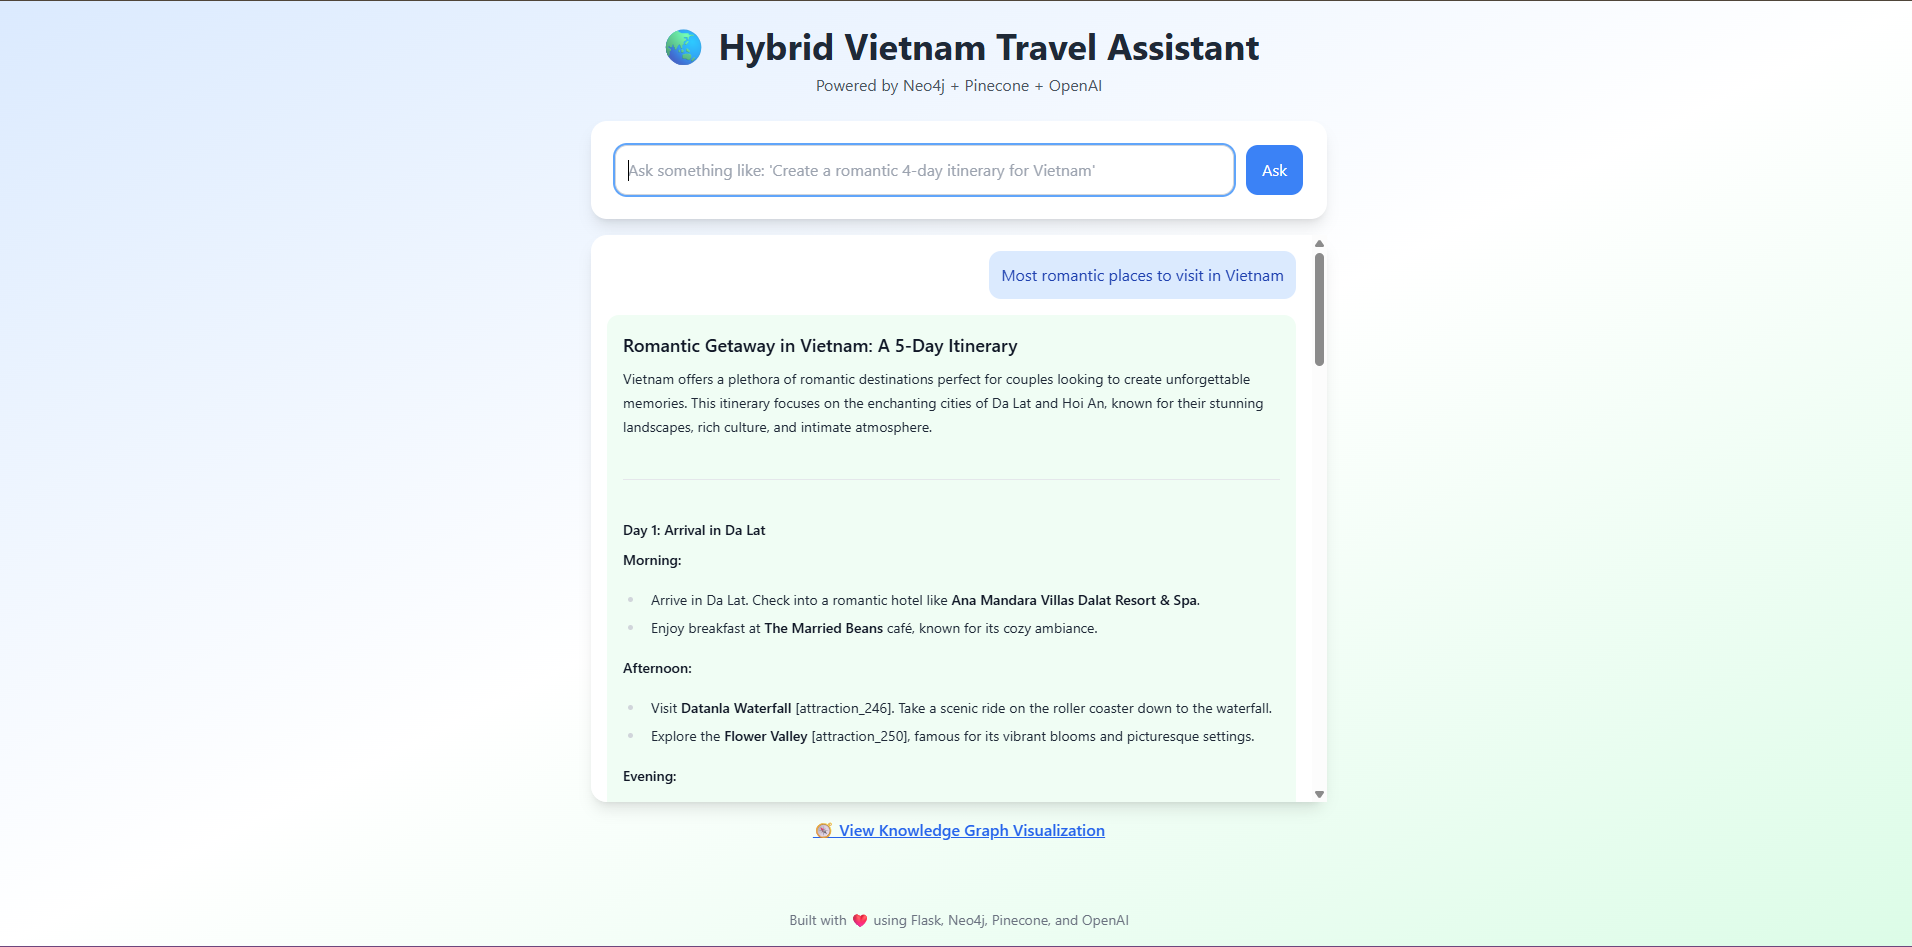 Hybrid Vietnam Travel Assistant
Powered by Neo4j + Pinecone + OpenAI
Ask something like: 'Create a romantic 4-day itinerary for Vietnam'
Ask
Most romantic places to visit in Vietnam
Romantic Getaway in Vietnam: A 5-Day Itinerary
Vietnam offers a plethora of romantic destinations perfect for couples looking to create unforgettable
memories. This itinerary focuses on the enchanting cities of Da Lat and Hoi An, known for their stunning
landscapes, rich culture, and intimate atmosphere.
Day 1: Arrival in Da Lat
Morning:
Arrive in Da Lat. Check into a romantic hotel like Ana Mandara Villas Dalat Resort & Spa.
Enjoy breakfast at The Married Beans café, known for its cozy ambiance.
Afternoon:
Visit Datanla Waterfall [attraction_246]. Take a scenic ride on the roller coaster down to the waterfall.
Explore the Flower Valley [attraction_250], famous for its vibrant blooms and picturesque settings.
Evening:
View Knowledge Graph Visualization
Built with ❤️ using Flask, Neo4j, Pinecone, and OpenAI